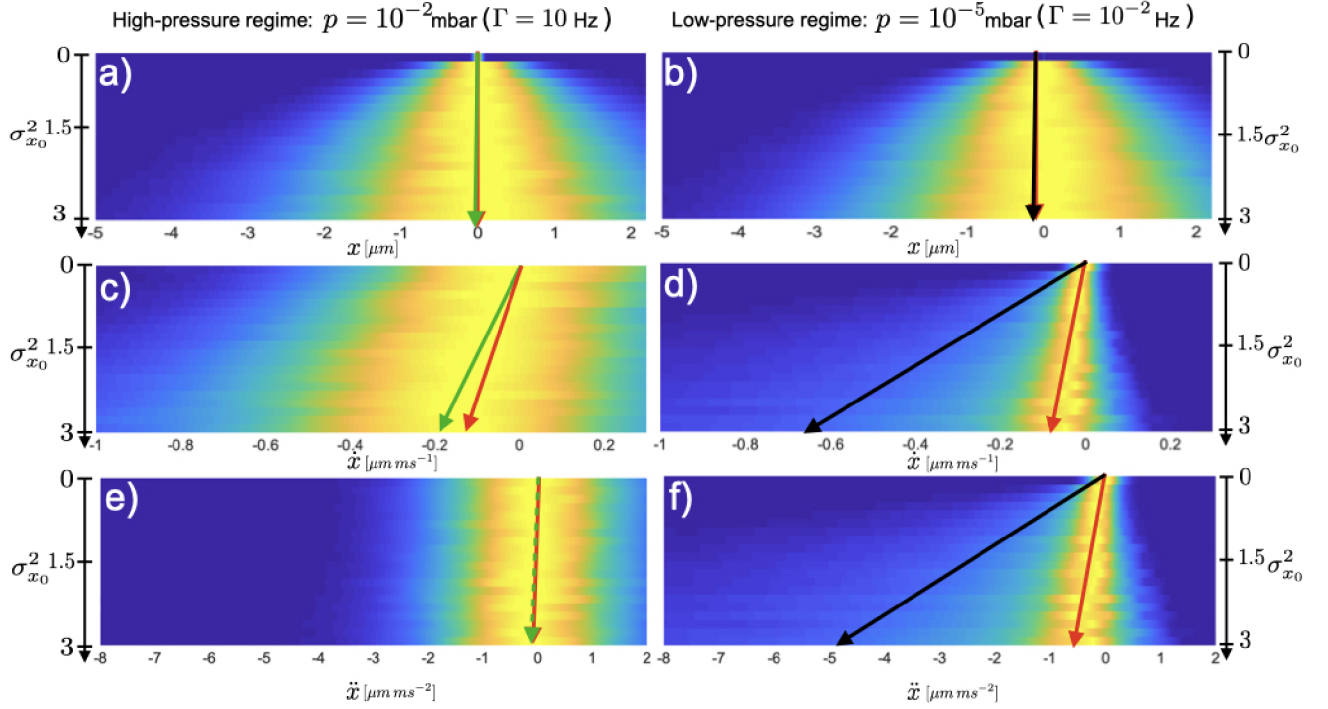 High-pressure regime: p = 10⁻² mbar (Γ = 10 Hz) Low-pressure regime: p = 10⁻⁵ mbar (Γ = 10⁻² Hz)
0 a) b) 0
σ²ₓ₀ 1.5 1.5 σ²ₓ₀
3 3
-5 -4 -3 -2 -1 0 1 2 -5 -4 -3 -2 -1 0 1 2
x [μm] x [μm]
0 c) d) 0
σ²ₓ₀ 1.5 1.5 σ²ₓ₀
3 3
-1 -0.8 -0.6 -0.4 -0.2 0 0.2 -1 -0.8 -0.6 -0.4 -0.2 0 0.2
ẋ [μm ms⁻¹] ẋ [μm ms⁻¹]
0 e) f) 0
σ²ₓ₀ 1.5 1.5 σ²ₓ₀
3 3
-8 -7 -6 -5 -4 -3 -2 -1 0 1 2 -8 -7 -6 -5 -4 -3 -2 -1 0 1 2
ẍ [μm ms⁻²] ẍ [μm ms⁻²]